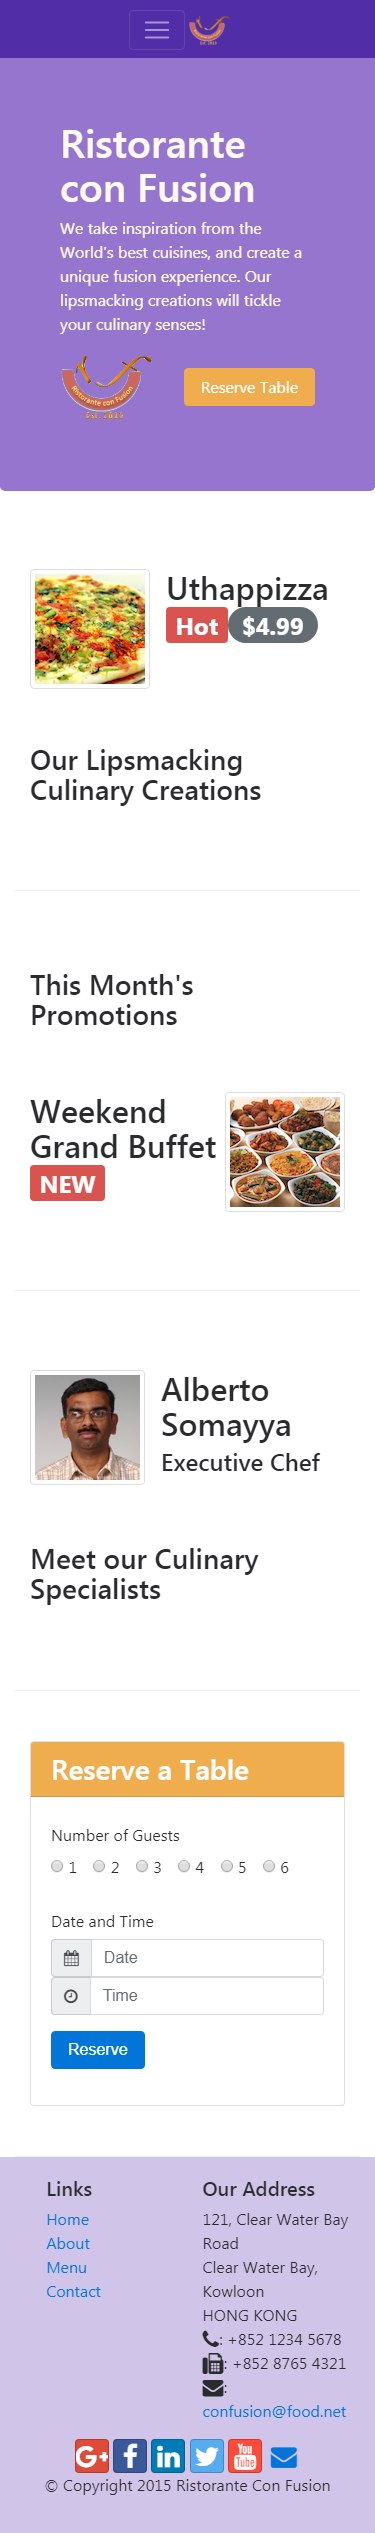 Ristorante
con Fusion
We take inspiration from the
World's best cuisines, and create a
unique fusion experience. Our
lipsmacking creations will tickle
your culinary senses!
Ristorante con Fusion
Est. 2013
Reserve Table
Uthappizza
Hot $4.99
Our Lipsmacking
Culinary Creations
This Month's
Promotions
Weekend
Grand Buffet
NEW
Alberto
Somayya
Executive Chef
Meet our Culinary
Specialists
Reserve a Table
Number of Guests
1 2 3 4 5 6
Date and Time
Date
Time
Reserve
Links
Home
About
Menu
Contact
Our Address
121, Clear Water Bay
Road
Clear Water Bay,
Kowloon
HONG KONG
: +852 1234 5678
: +852 8765 4321
:
confusion@food.net
G+ f in You Tube
© Copyright 2015 Ristorante Con Fusion